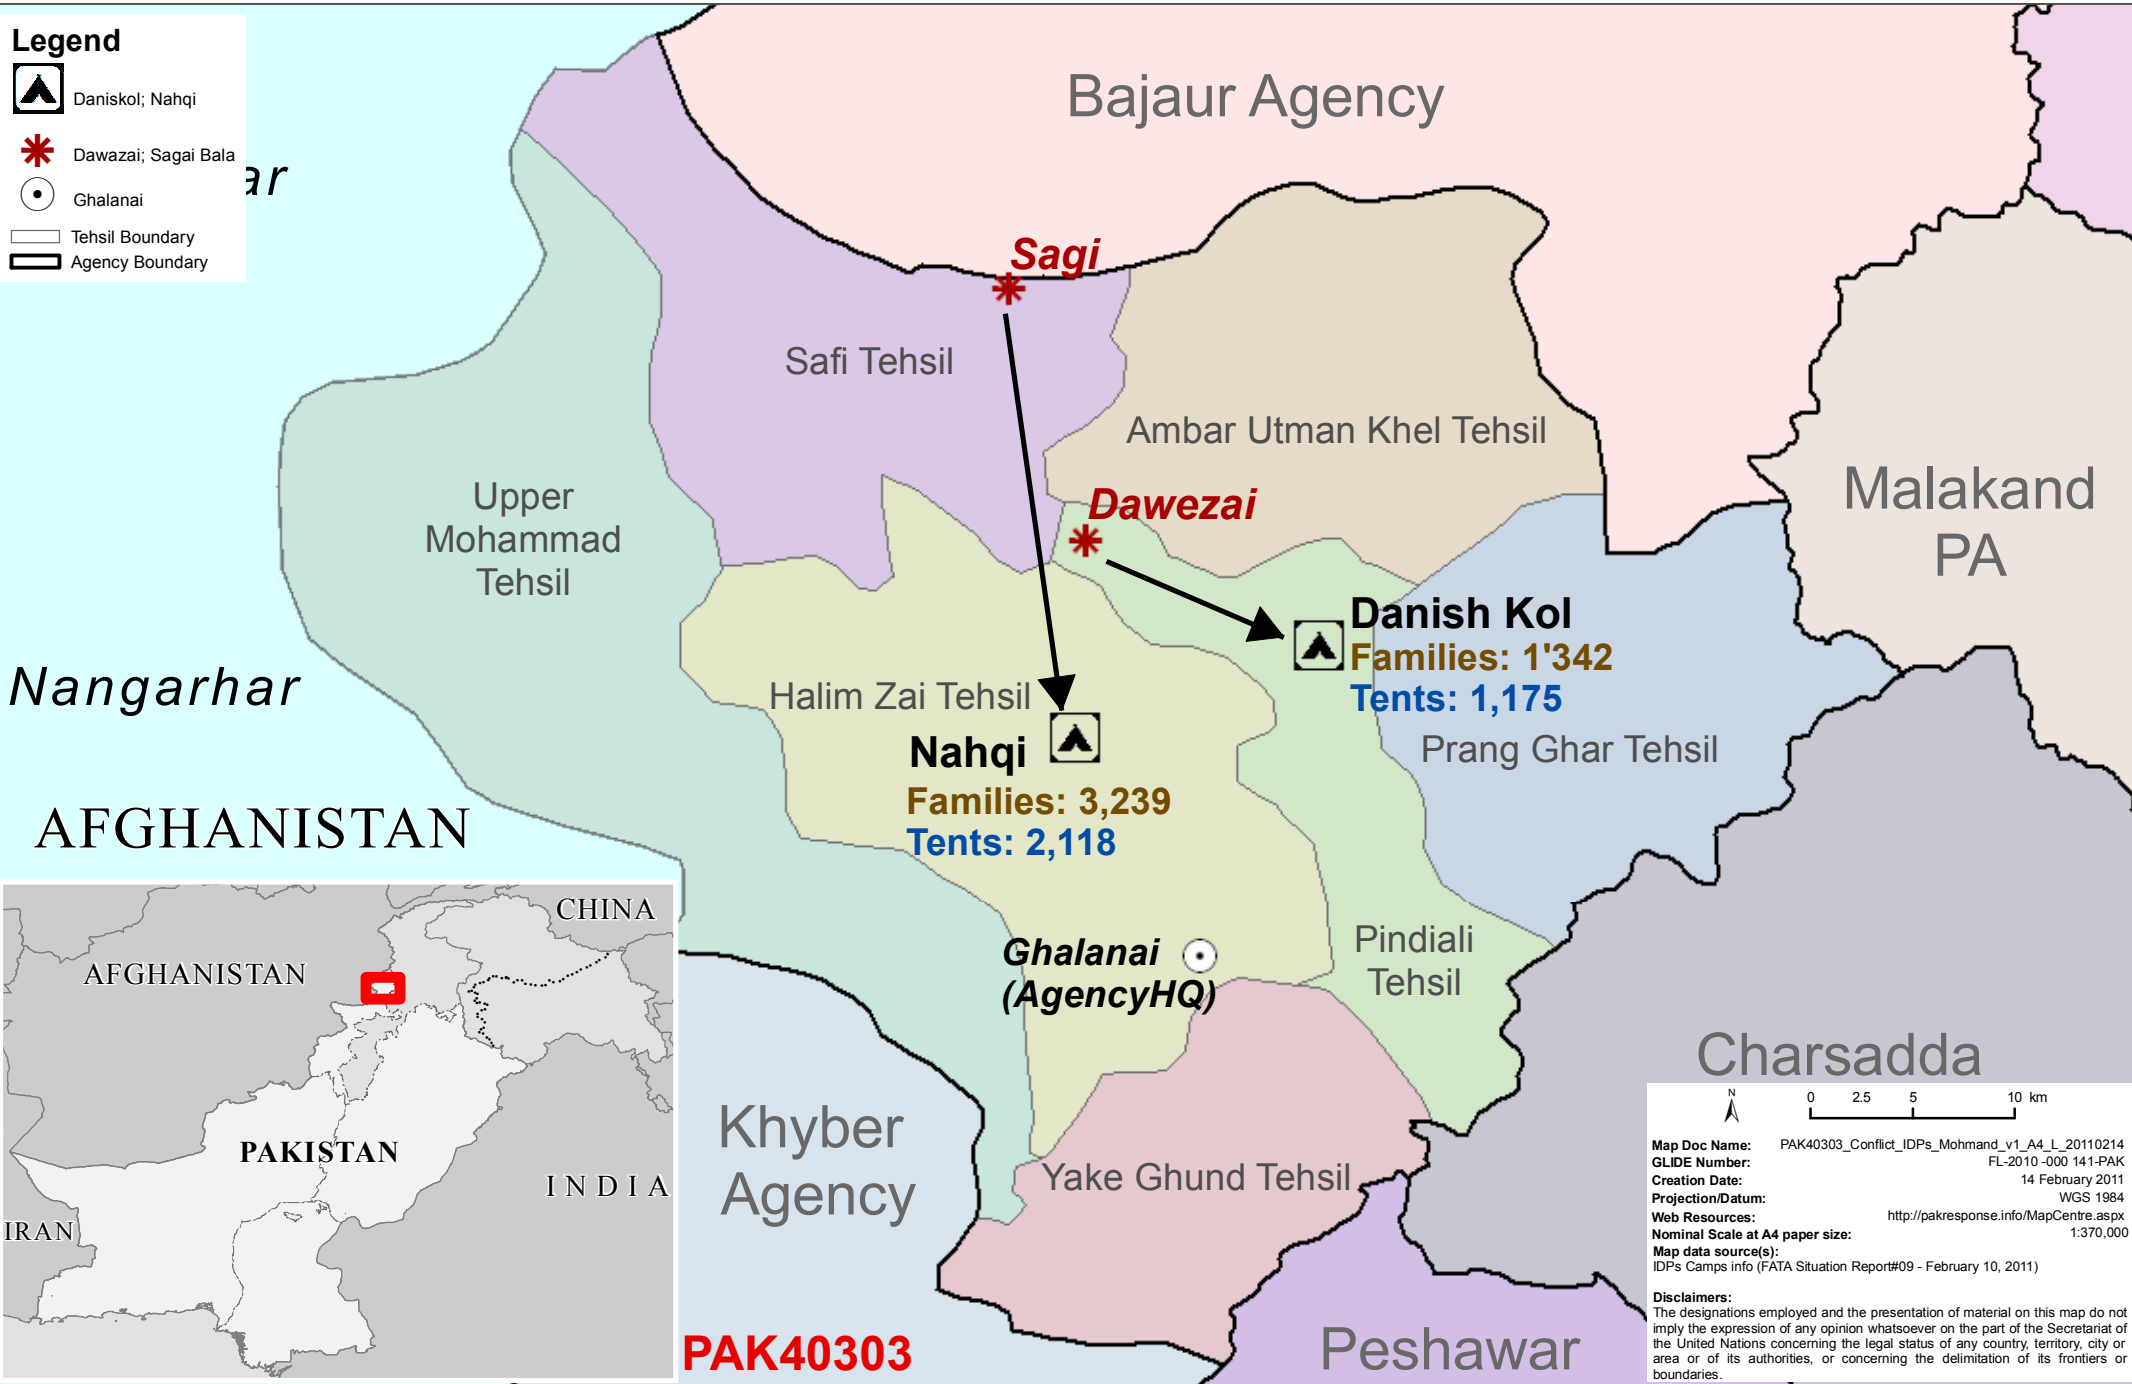 Legend
Daniskol; Nahqi
Dawazai; Sagai Bala
Ghalanai
Tehsil Boundary
Agency Boundary
ar
Bajaur Agency
Sagi
Safi Tehsil
Ambar Utman Khel Tehsil
Upper
Mohammad
Tehsil
Dawezai
Malakand
PA
Danish Kol
Families: 1'342
Tents: 1,175
Nangarhar
Halim Zai Tehsil
Nahqi
Families: 3,239
Tents: 2,118
Prang Ghar Tehsil
AFGHANISTAN
Ghalanai
(AgencyHQ)
Pindiali
Tehsil
Charsadda
Khyber
Agency
Yake Ghund Tehsil
Peshawar
PAK40303
CHINA
AFGHANISTAN
PAKISTAN
INDIA
IRAN
N
0 2.5 5 10 km
Map Doc Name: PAK40303_Conflict_IDPs_Mohmand_v1_A4_L_20110214
GLIDE Number: FL-2010 -000 141-PAK
Creation Date: 14 February 2011
Projection/Datum: WGS 1984
Web Resources: http://pakresponse.info/MapCentre.aspx
Nominal Scale at A4 paper size: 1:370,000
Map data source(s):
IDPs Camps info (FATA Situation Report#09 - February 10, 2011)
Disclaimers:
The designations employed and the presentation of material on this map do not
imply the expression of any opinion whatsoever on the part of the Secretariat of
the United Nations concerning the legal status of any country, territory, city or
area or of its authorities, or concerning the delimitation of its frontiers or
boundaries.